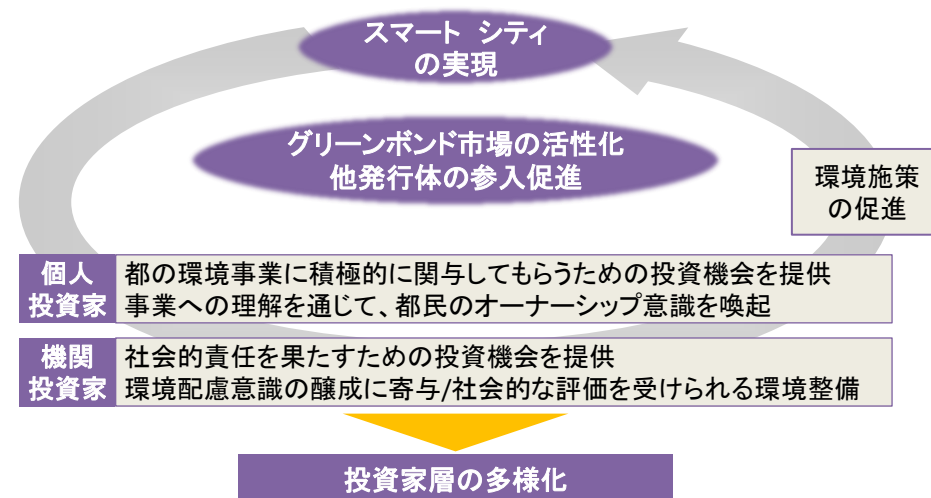 スマート シティ
の実現
グリーンボンド市場の活性化
他発行体の参入促進
環境施策
の促進
個人
投資家
都の環境事業に積極的に関与してもらうための投資機会を提供
事業への理解を通じて、都民のオーナーシップ意識を喚起
機関
投資家
社会的責任を果たすための投資機会を提供
環境配慮意識の醸成に寄与/社会的な評価を受けられる環境整備
投資家層の多様化